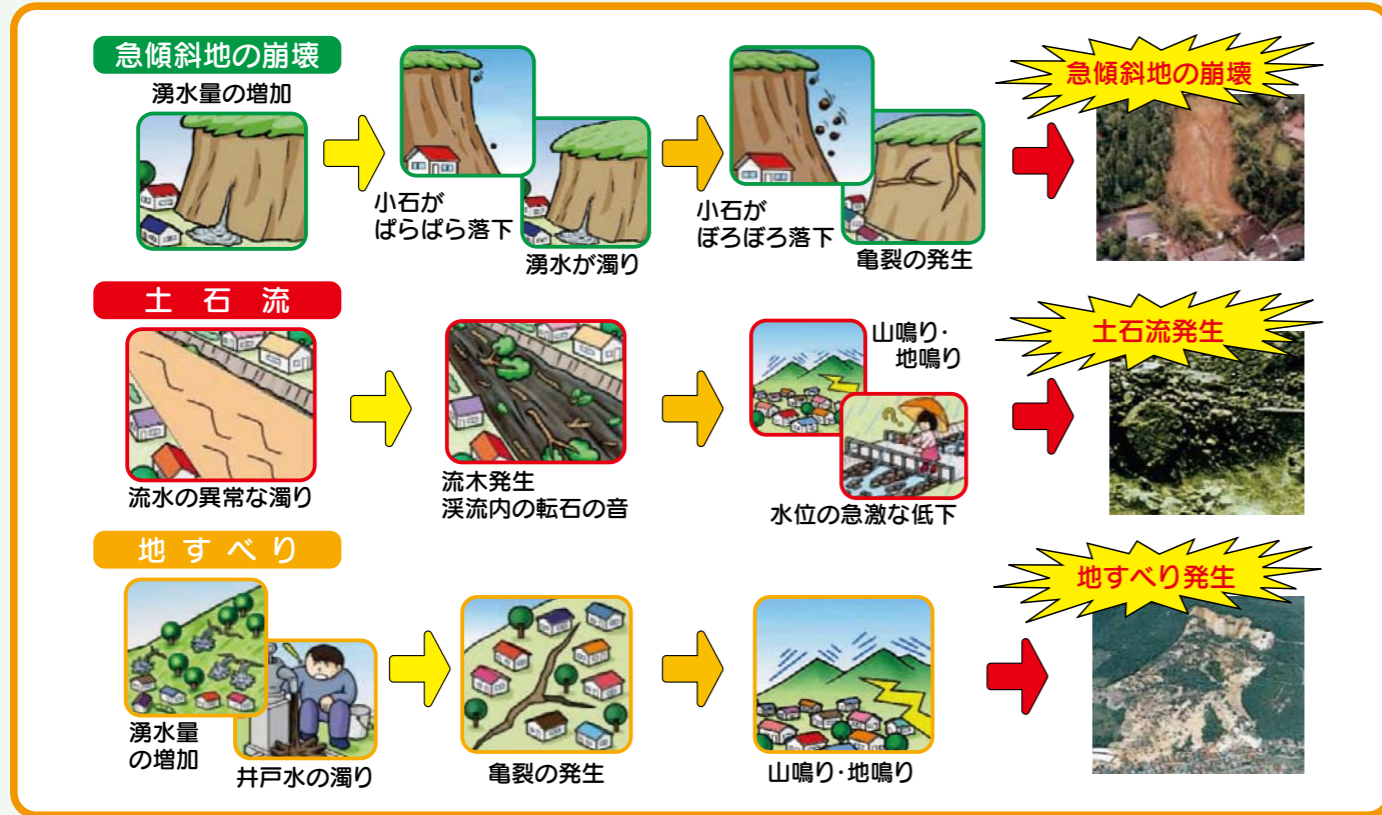 急傾斜地の崩壊
湧水量の増加
小石が
ぱらぱら落下
湧水が濁り
小石が
ぼろぼろ落下
亀裂の発生
急傾斜地の崩壊
土石流
流水の異常な濁り
流木発生
渓流内の転石の音
山鳴り・
地鳴り
水位の急激な低下
土石流発生
地すべり
湧水量
の増加
井戸水の濁り
亀裂の発生
山鳴り・地鳴り
地すべり発生